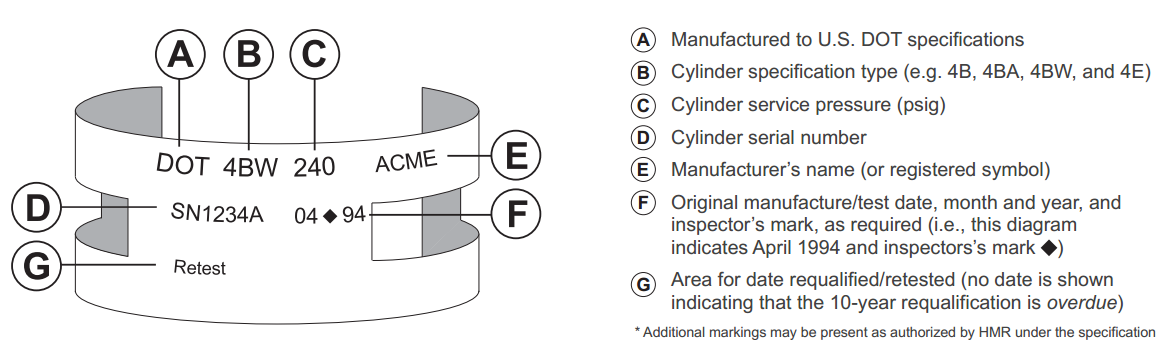 A B C
DOT 4BW 240 ACME E
D SN1234A 04◆94 F
G Retest
A Manufactured to U.S. DOT specifications
B Cylinder specification type (e.g. 4B, 4BA, 4BW, and 4E)
C Cylinder service pressure (psig)
D Cylinder serial number
E Manufacturer's name (or registered symbol)
F Original manufacture/test date, month and year, and
inspector's mark, as required (i.e., this diagram
indicates April 1994 and inspectors's mark ◆)
G Area for date requalified/retested (no date is shown
indicating that the 10-year requalification is overdue)
* Additional markings may be present as authorized by HMR under the specification